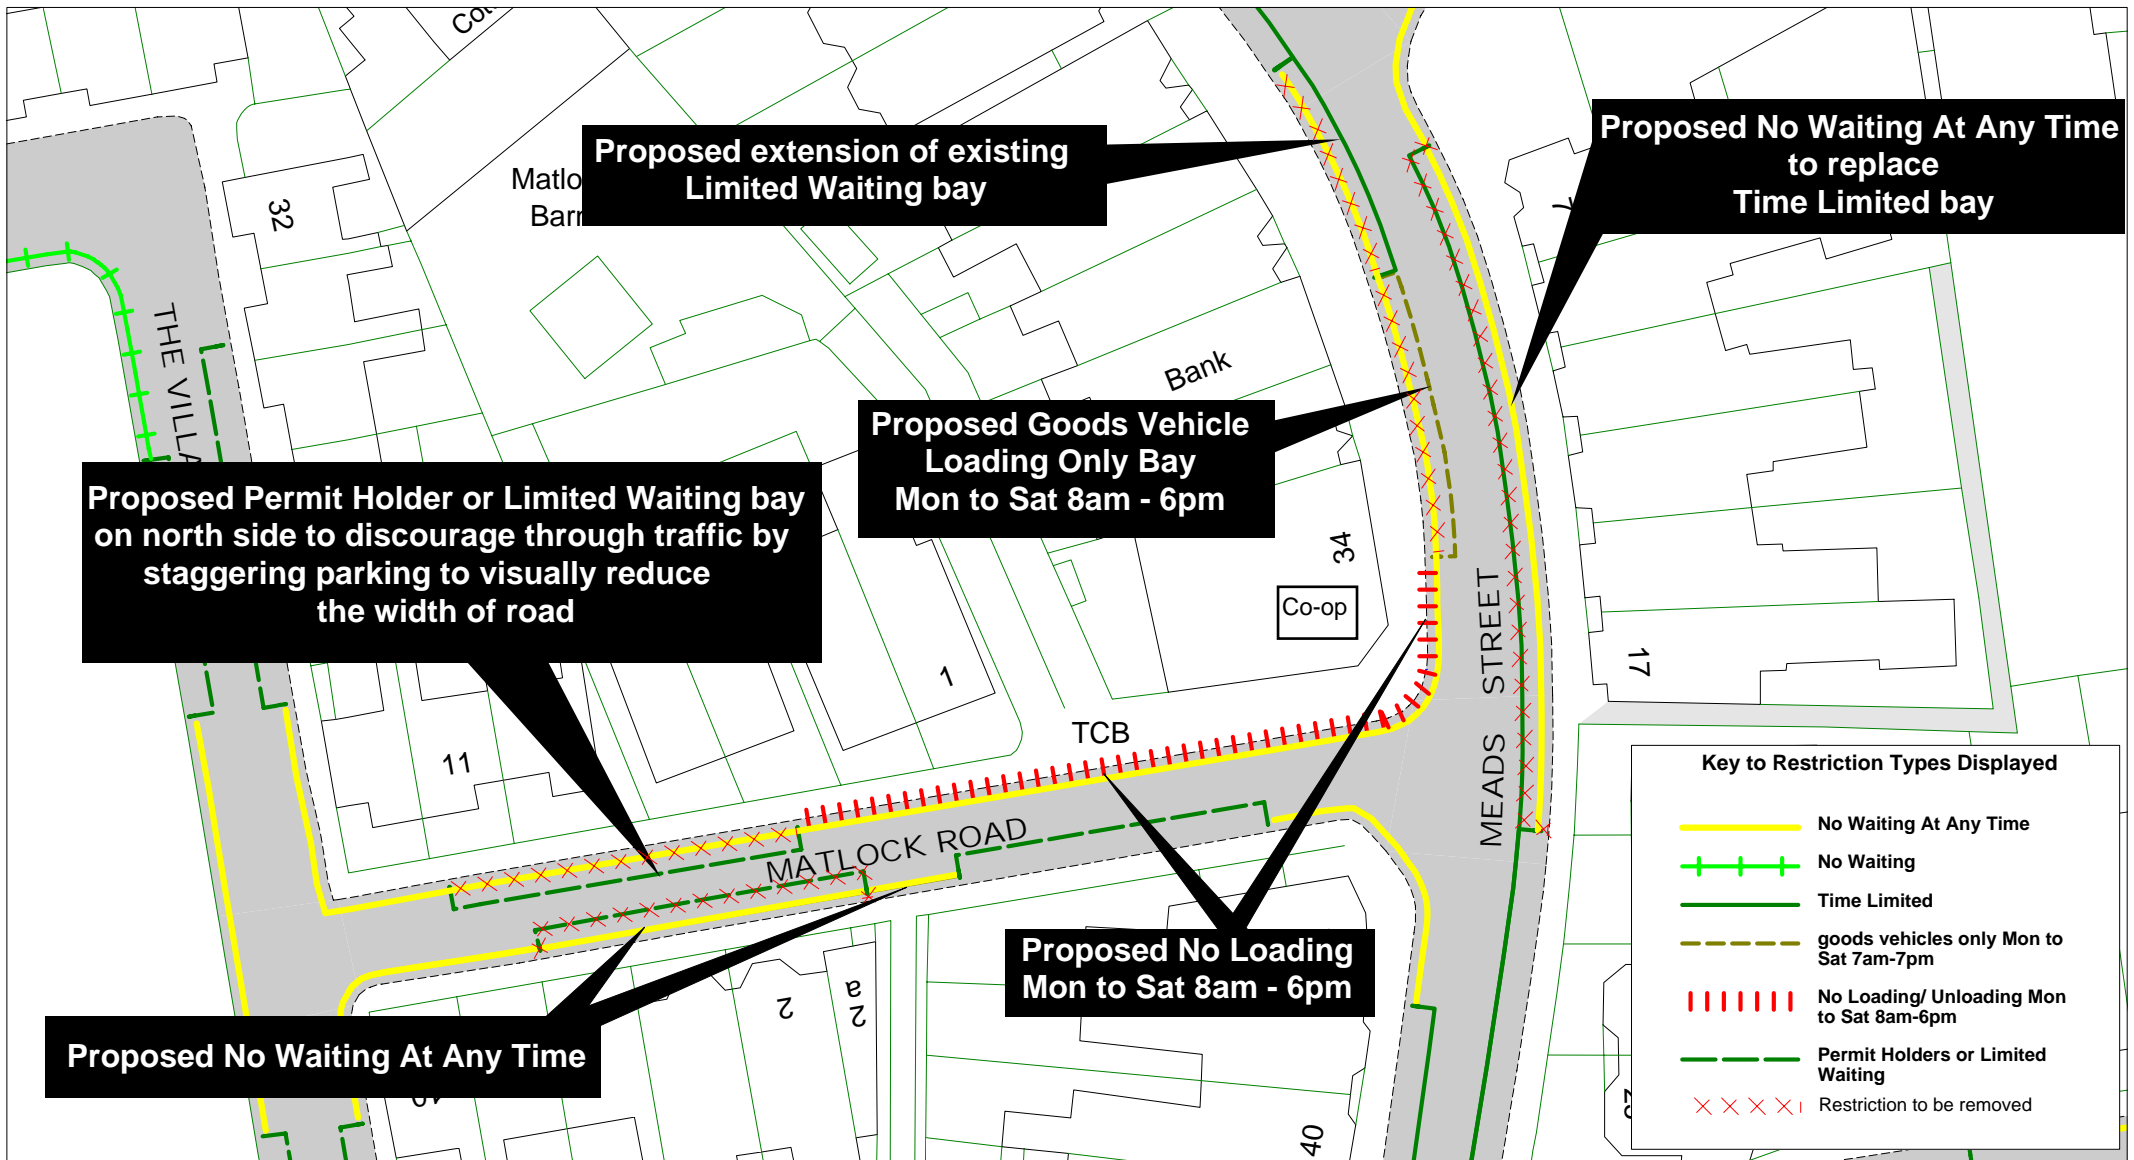 Proposed extension of existing
Limited Waiting bay
Proposed No Waiting At Any Time
to replace
Time Limited bay
32
7
THE VILLA
Bank
Proposed Goods Vehicle
Loading Only Bay
Mon to Sat 8am - 6pm
Proposed Permit Holder or Limited Waiting bay
on north side to discourage through traffic by
staggering parking to visually reduce
the width of road
34
Co-op
MEADS STREET
17
1
11
TCB
MATLOCK ROAD
2
2a
Proposed No Loading
Mon to Sat 8am - 6pm
Proposed No Waiting At Any Time
40
Key to Restriction Types Displayed
No Waiting At Any Time
No Waiting
Time Limited
goods vehicles only Mon to
Sat 7am-7pm
No Loading/ Unloading Mon
to Sat 8am-6pm
Permit Holders or Limited
Waiting
Restriction to be removed